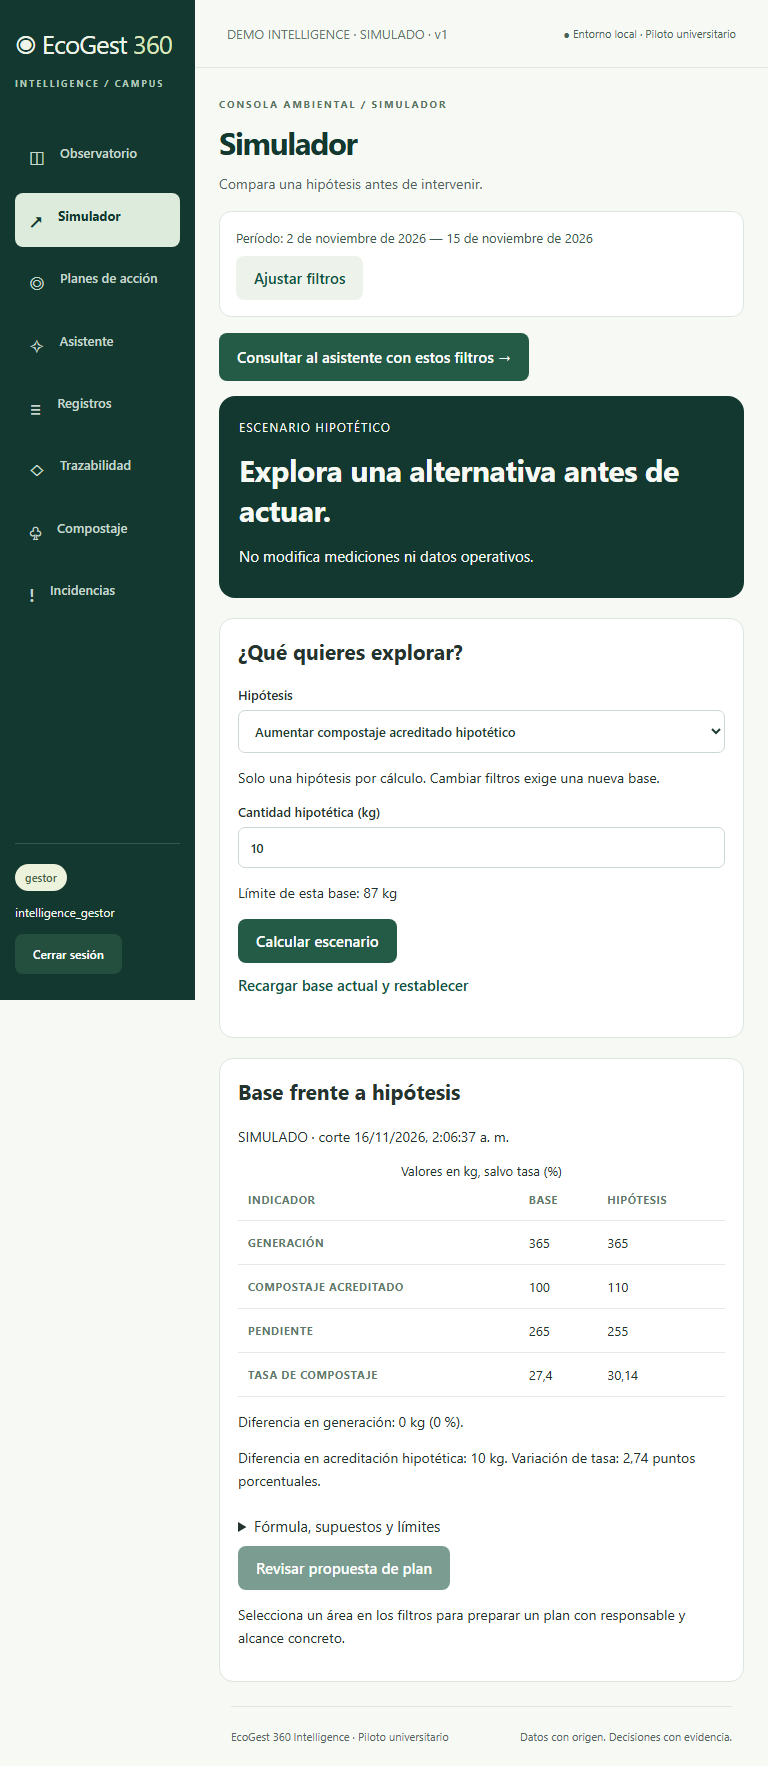 EcoGest 360
INTELLIGENCE / CAMPUS
Observatorio
Simulador
Planes de acción
Asistente
Registros
Trazabilidad
Compostaje
! Incidencias
gestor
intelligence_gestor
Cerrar sesión
DEMO INTELLIGENCE · SIMULADO · v1
● Entorno local · Piloto universitario
CONSOLA AMBIENTAL / SIMULADOR
Simulador
Compara una hipótesis antes de intervenir.
Período: 2 de noviembre de 2026 — 15 de noviembre de 2026
Ajustar filtros
Consultar al asistente con estos filtros →
ESCENARIO HIPOTÉTICO
Explora una alternativa antes de
actuar.
No modifica mediciones ni datos operativos.
¿Qué quieres explorar?
Hipótesis
Aumentar compostaje acreditado hipotético
Solo una hipótesis por cálculo. Cambiar filtros exige una nueva base.
Cantidad hipotética (kg)
10
Límite de esta base: 87 kg
Calcular escenario
Recargar base actual y restablecer
Base frente a hipótesis
SIMULADO · corte 16/11/2026, 2:06:37 a. m.
Valores en kg, salvo tasa (%)
INDICADOR BASE HIPÓTESIS
GENERACIÓN 365 365
COMPOSTAJE ACREDITADO 100 110
PENDIENTE 265 255
TASA DE COMPOSTAJE 27,4 30,14
Diferencia en generación: 0 kg (0 %).
Diferencia en acreditación hipotética: 10 kg. Variación de tasa: 2,74 puntos
porcentuales.
▶ Fórmula, supuestos y límites
Revisar propuesta de plan
Selecciona un área en los filtros para preparar un plan con responsable y
alcance concreto.
EcoGest 360 Intelligence · Piloto universitario
Datos con origen. Decisiones con evidencia.